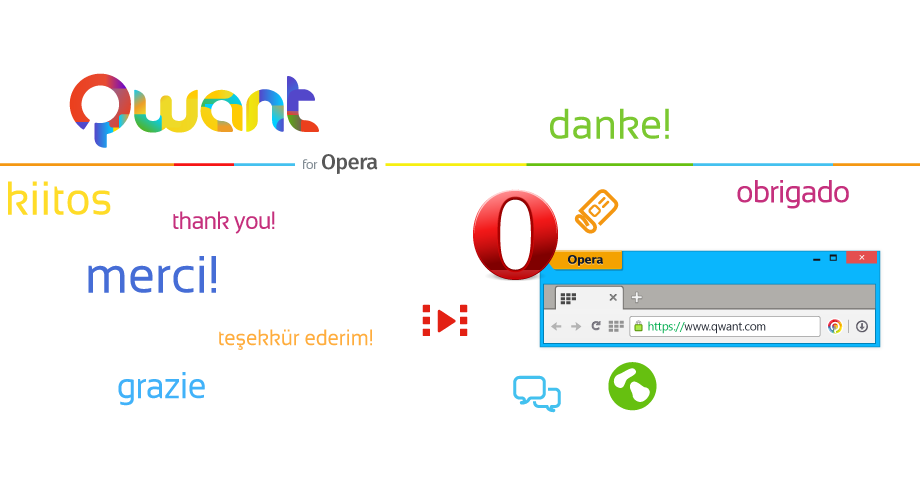 Qwant
for Opera
danke!
kiitos
thank you!
obrigado
merci!
Opera
https://www.qwant.com
teşekkür ederim!
grazie